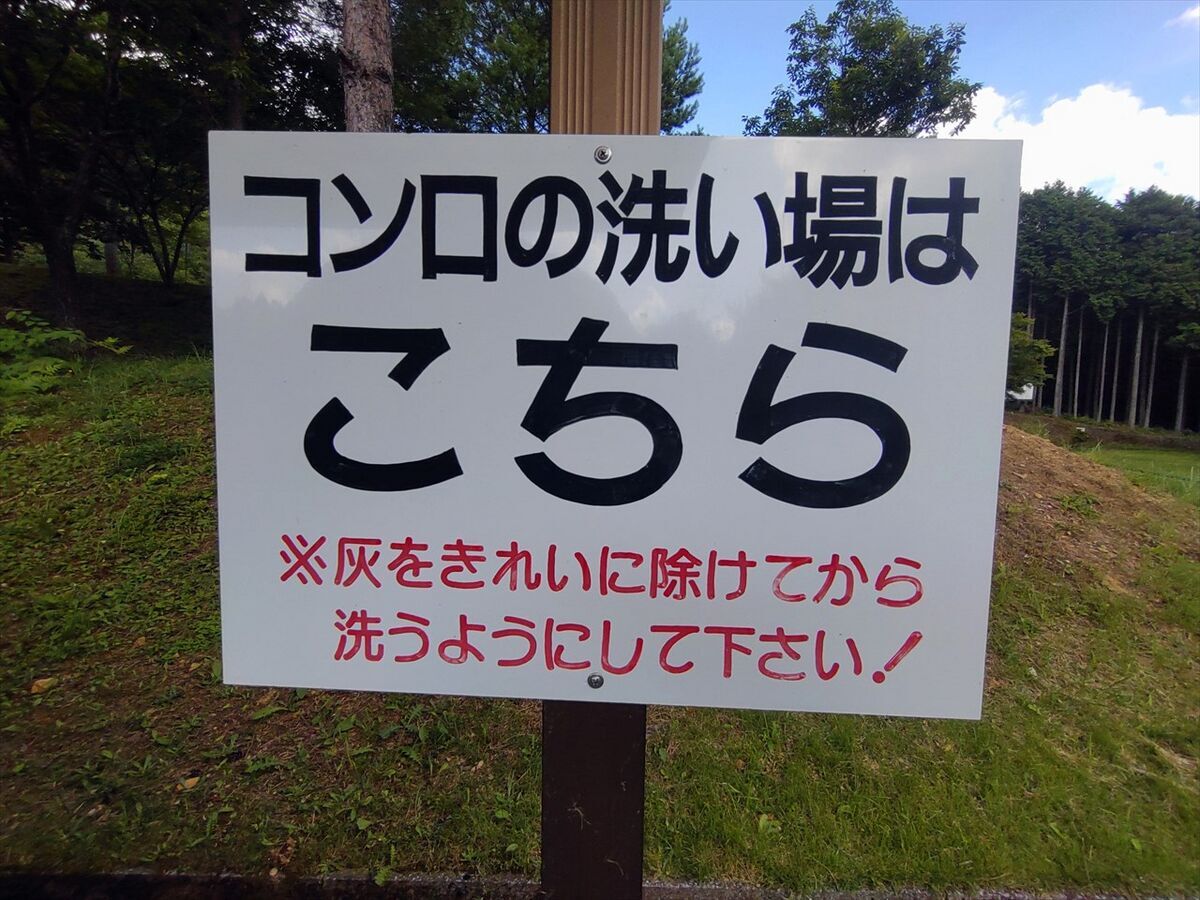 コンロの洗い場は
こちら
※灰をきれいに除けてから
洗うようにして下さい!